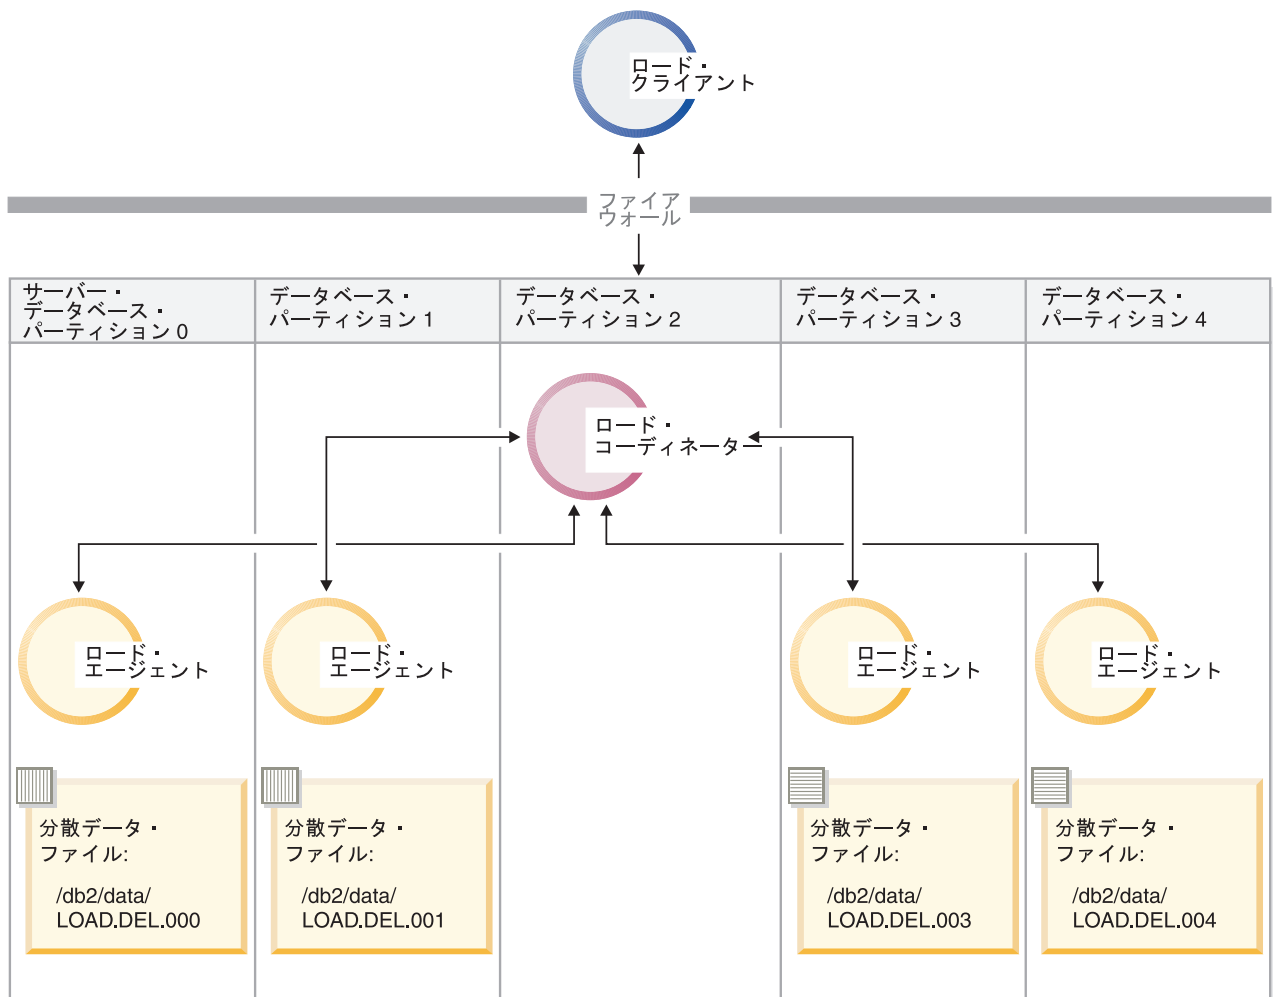 ロード・
クライアント
ファイア
ウォール
サーバー・
データベース・
パーティション 0
データベース・
パーティション 1
データベース・
パーティション 2
データベース・
パーティション 3
データベース・
パーティション 4
ロード・
コーディネーター
ロード・
エージェント
ロード・
エージェント
ロード・
エージェント
ロード・
エージェント
分散データ・
ファイル:
/db2/data/
LOAD.DEL.000
分散データ・
ファイル:
/db2/data/
LOAD.DEL.001
分散データ・
ファイル:
/db2/data/
LOAD.DEL.003
分散データ・
ファイル:
/db2/data/
LOAD.DEL.004